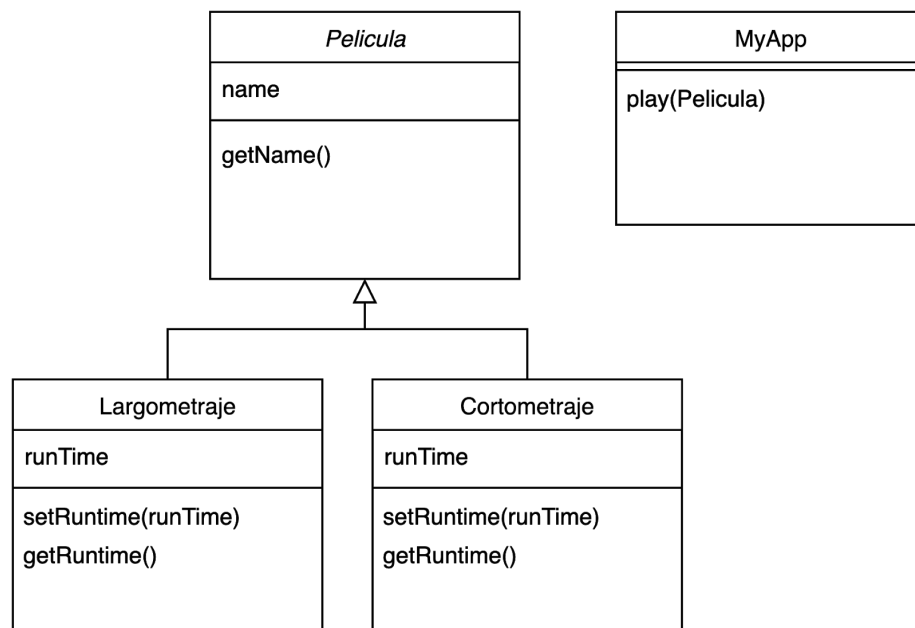 Pelicula
name
getName()
MyApp
play(Pelicula)
Largometraje
runTime
setRuntime(runTime)
getRuntime()
Cortometraje
runTime
setRuntime(runTime)
getRuntime()